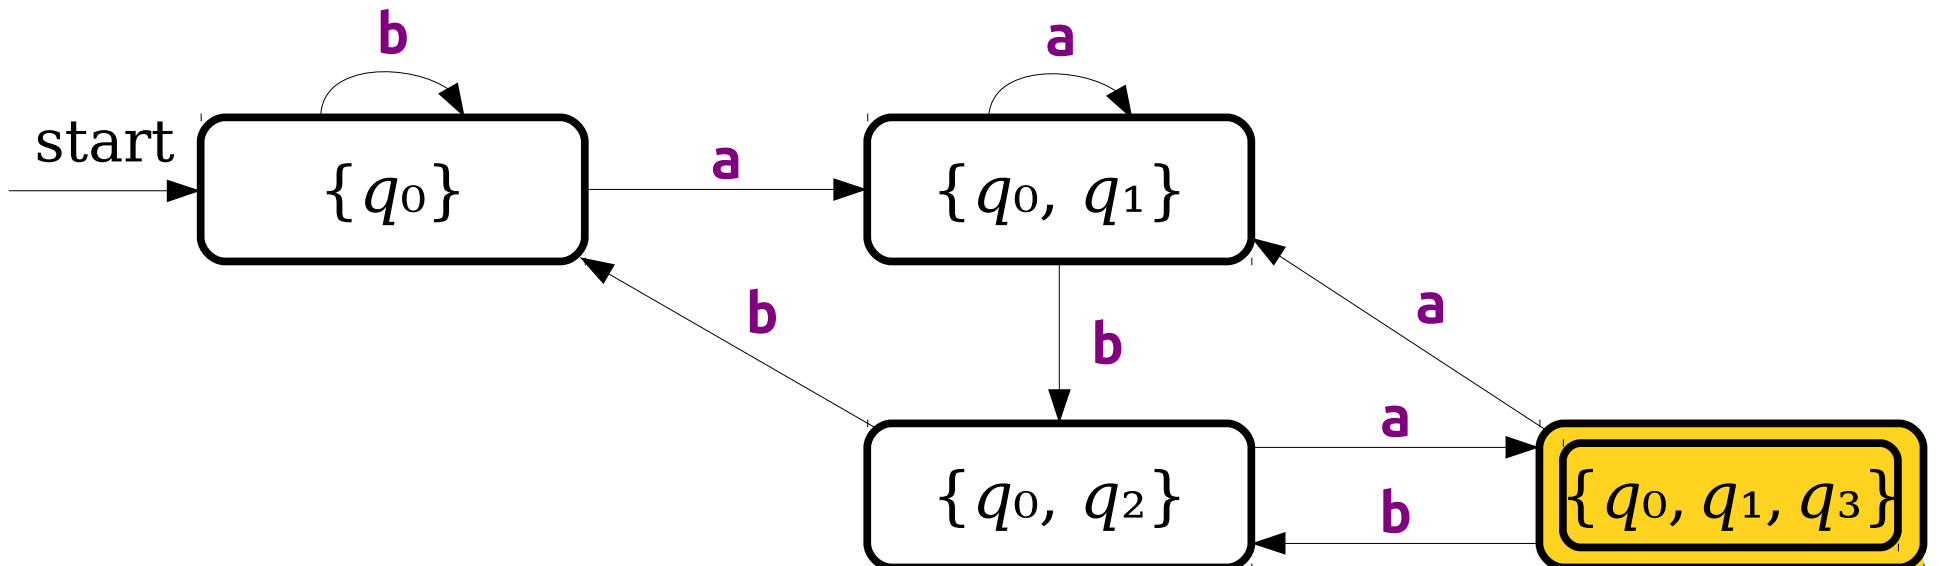 b
a
start
a
{q₀}
{q₀, q₁}
b
a
b
a
{q₀, q₂}
{q₀, q₁, q₃}
b